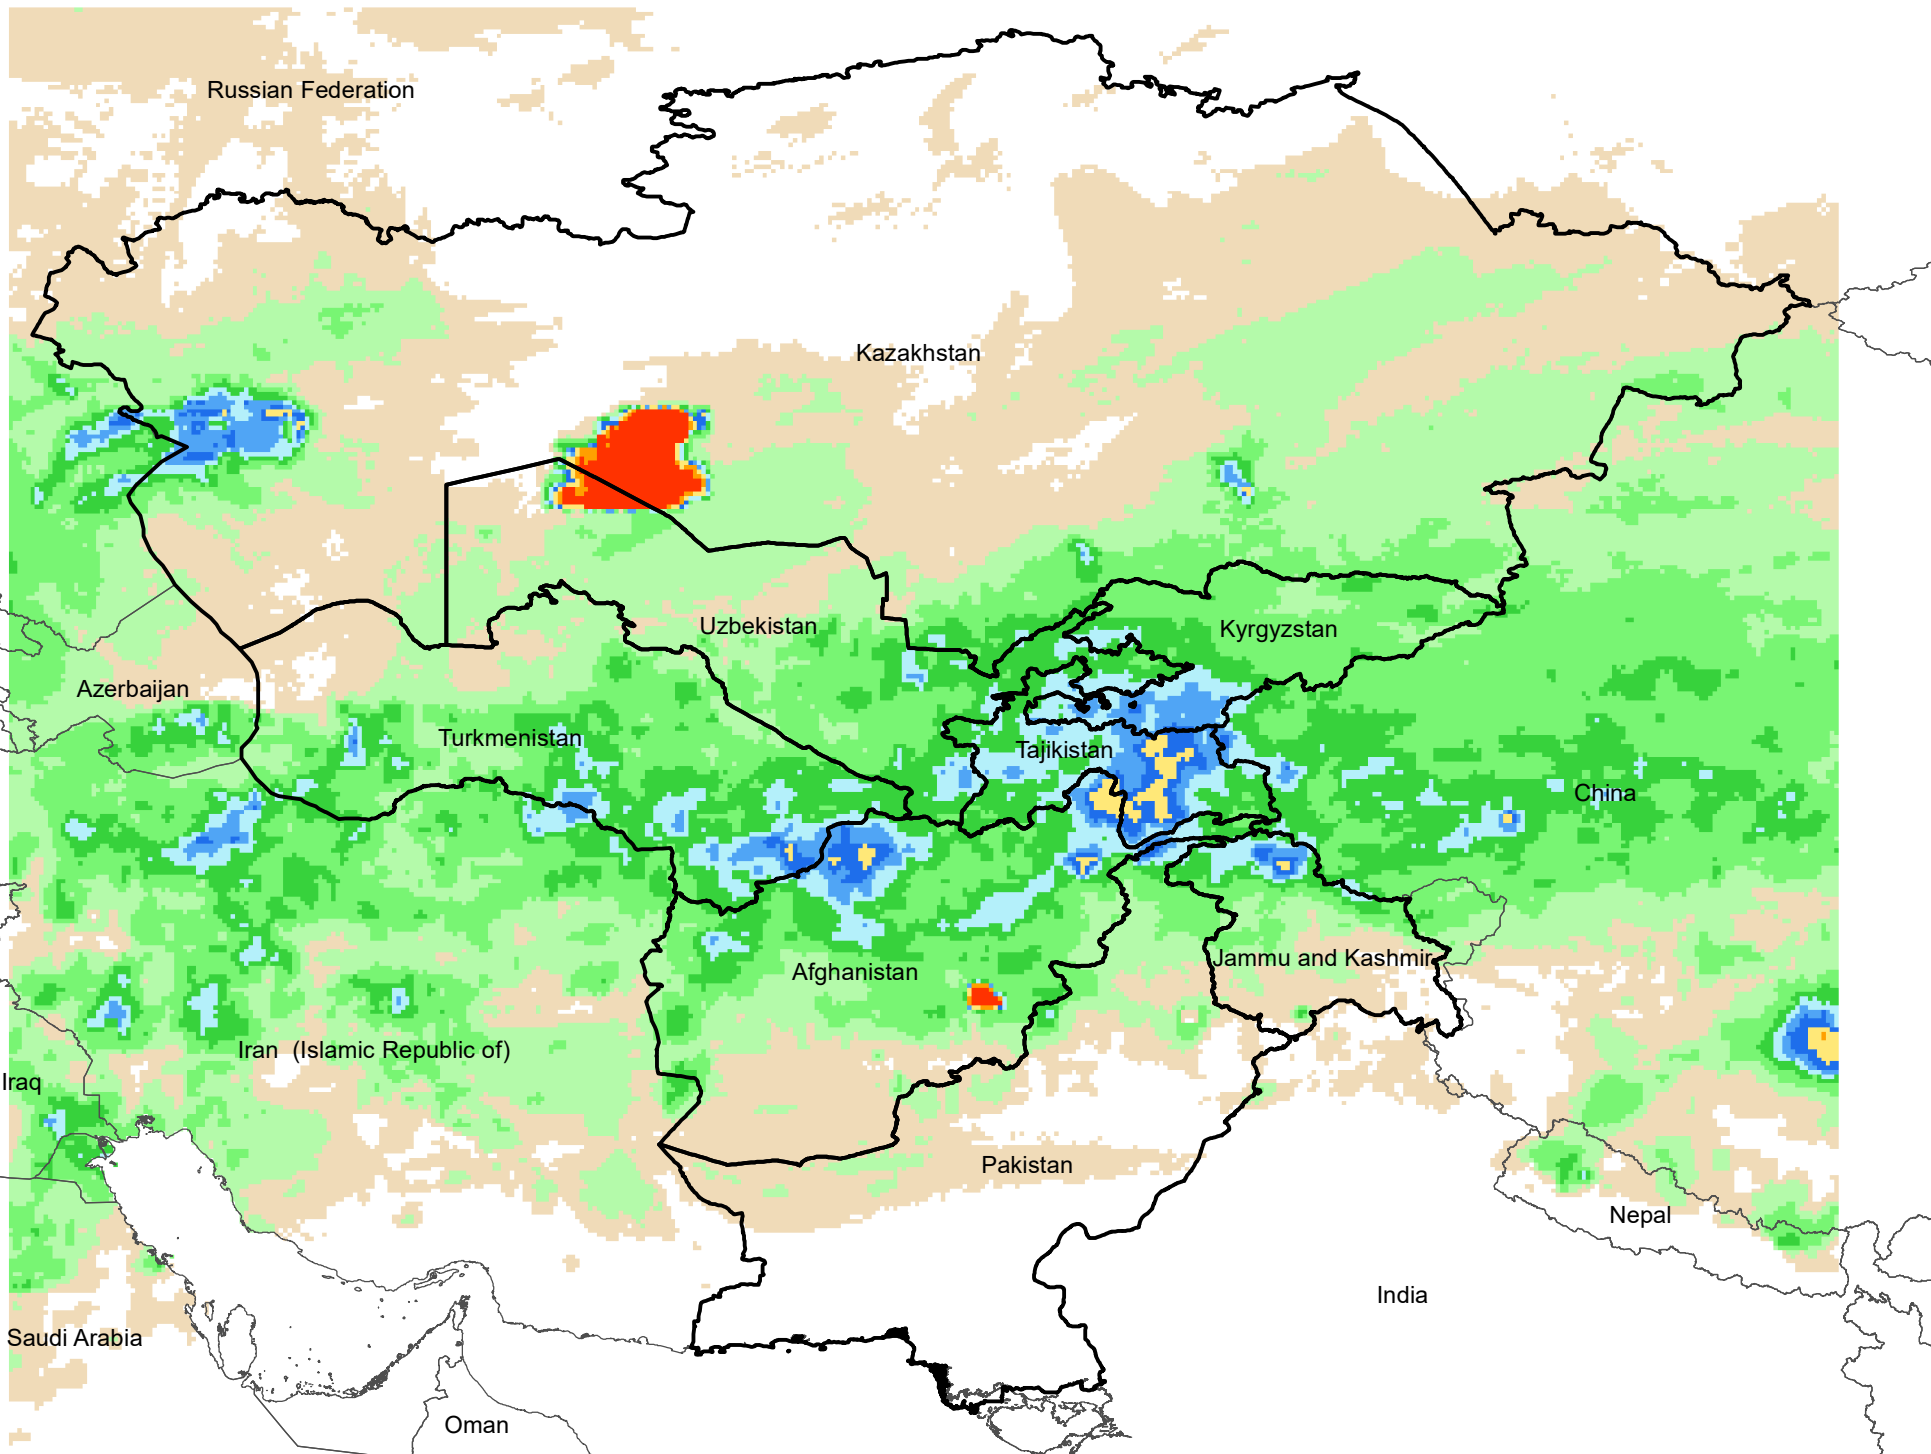 Russian Federation
Kazakhstan
Uzbekistan
Kyrgyzstan
Azerbaijan
Turkmenistan
Tajikistan
China
Afghanistan
Jammu and Kashmir
Iran  (Islamic Republic of)
Iraq
Pakistan
Nepal
India
Saudi Arabia
Oman